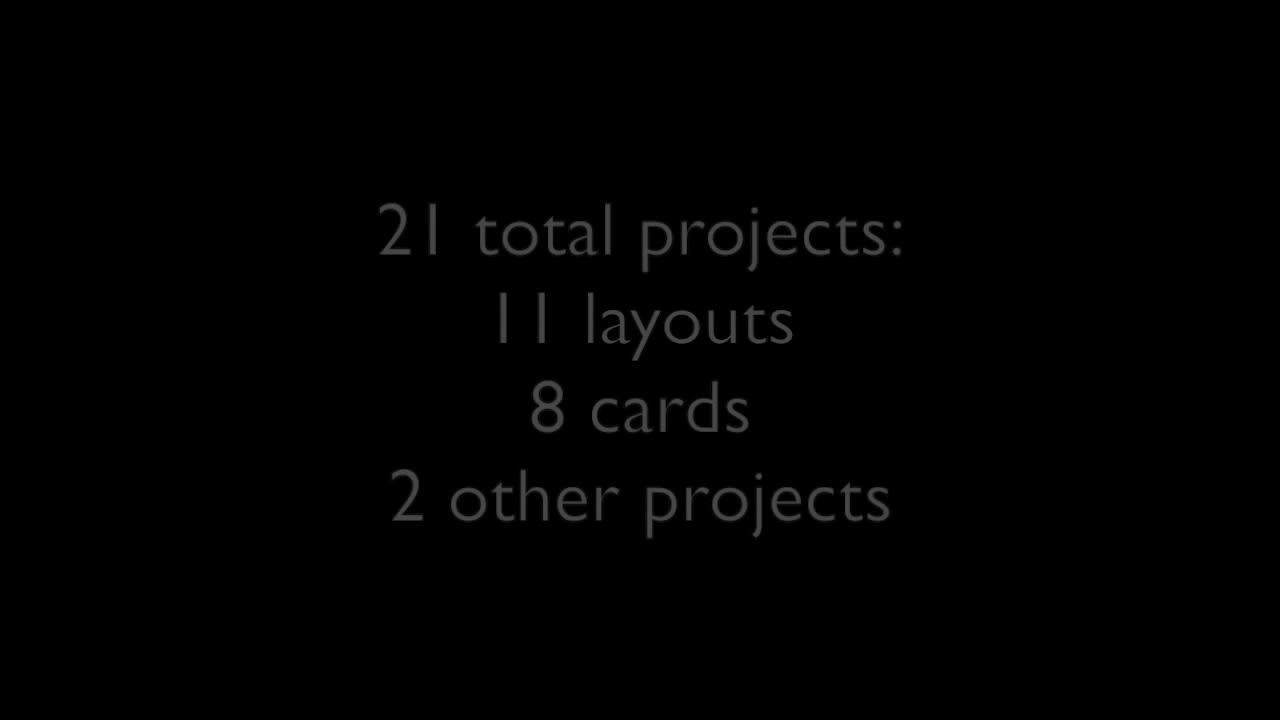 21 total projects:
11 layouts
8 cards
2 other projects